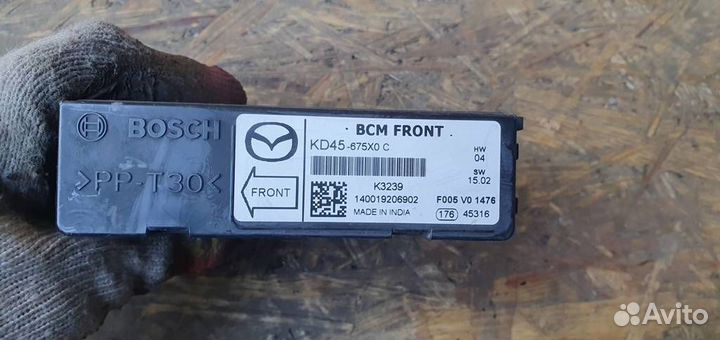 BOSCH
>PP-T30<
· BCM FRONT ·
KD45-675X0 C
HW
04
SW
15.02
FRONT
K3239
140019206902
MADE IN INDIA
F005 V0 1476
176 45316
Avito